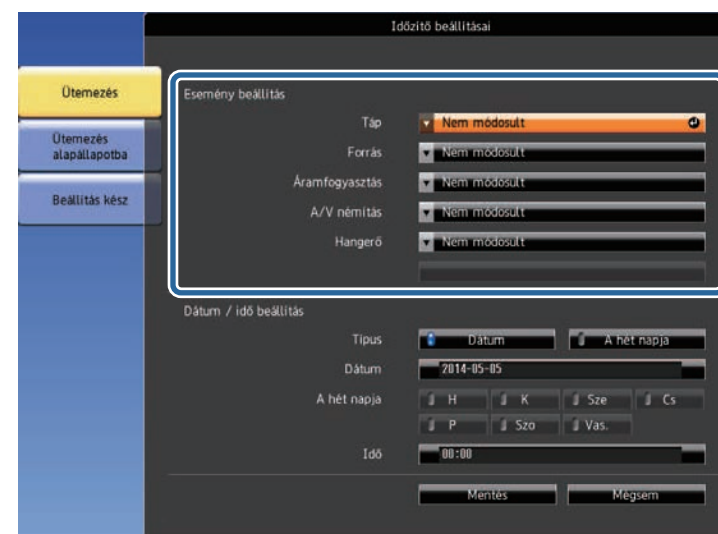 Időzítő beállításai
Ütemezés
Ütemezés
alapállapotba
Beállítás kész
Esemény beállítás
Táp Nem módosult
Forrás Nem módosult
Áramfogyasztás Nem módosult
A/V némítás Nem módosult
Hangerő Nem módosult
Dátum / idő beállítás
Típus Dátum A hét napja
Dátum 2014-05-05
A hét napja H K Sze Cs
P Szo Vas.
Idő 00:00
Mentés Mégsem